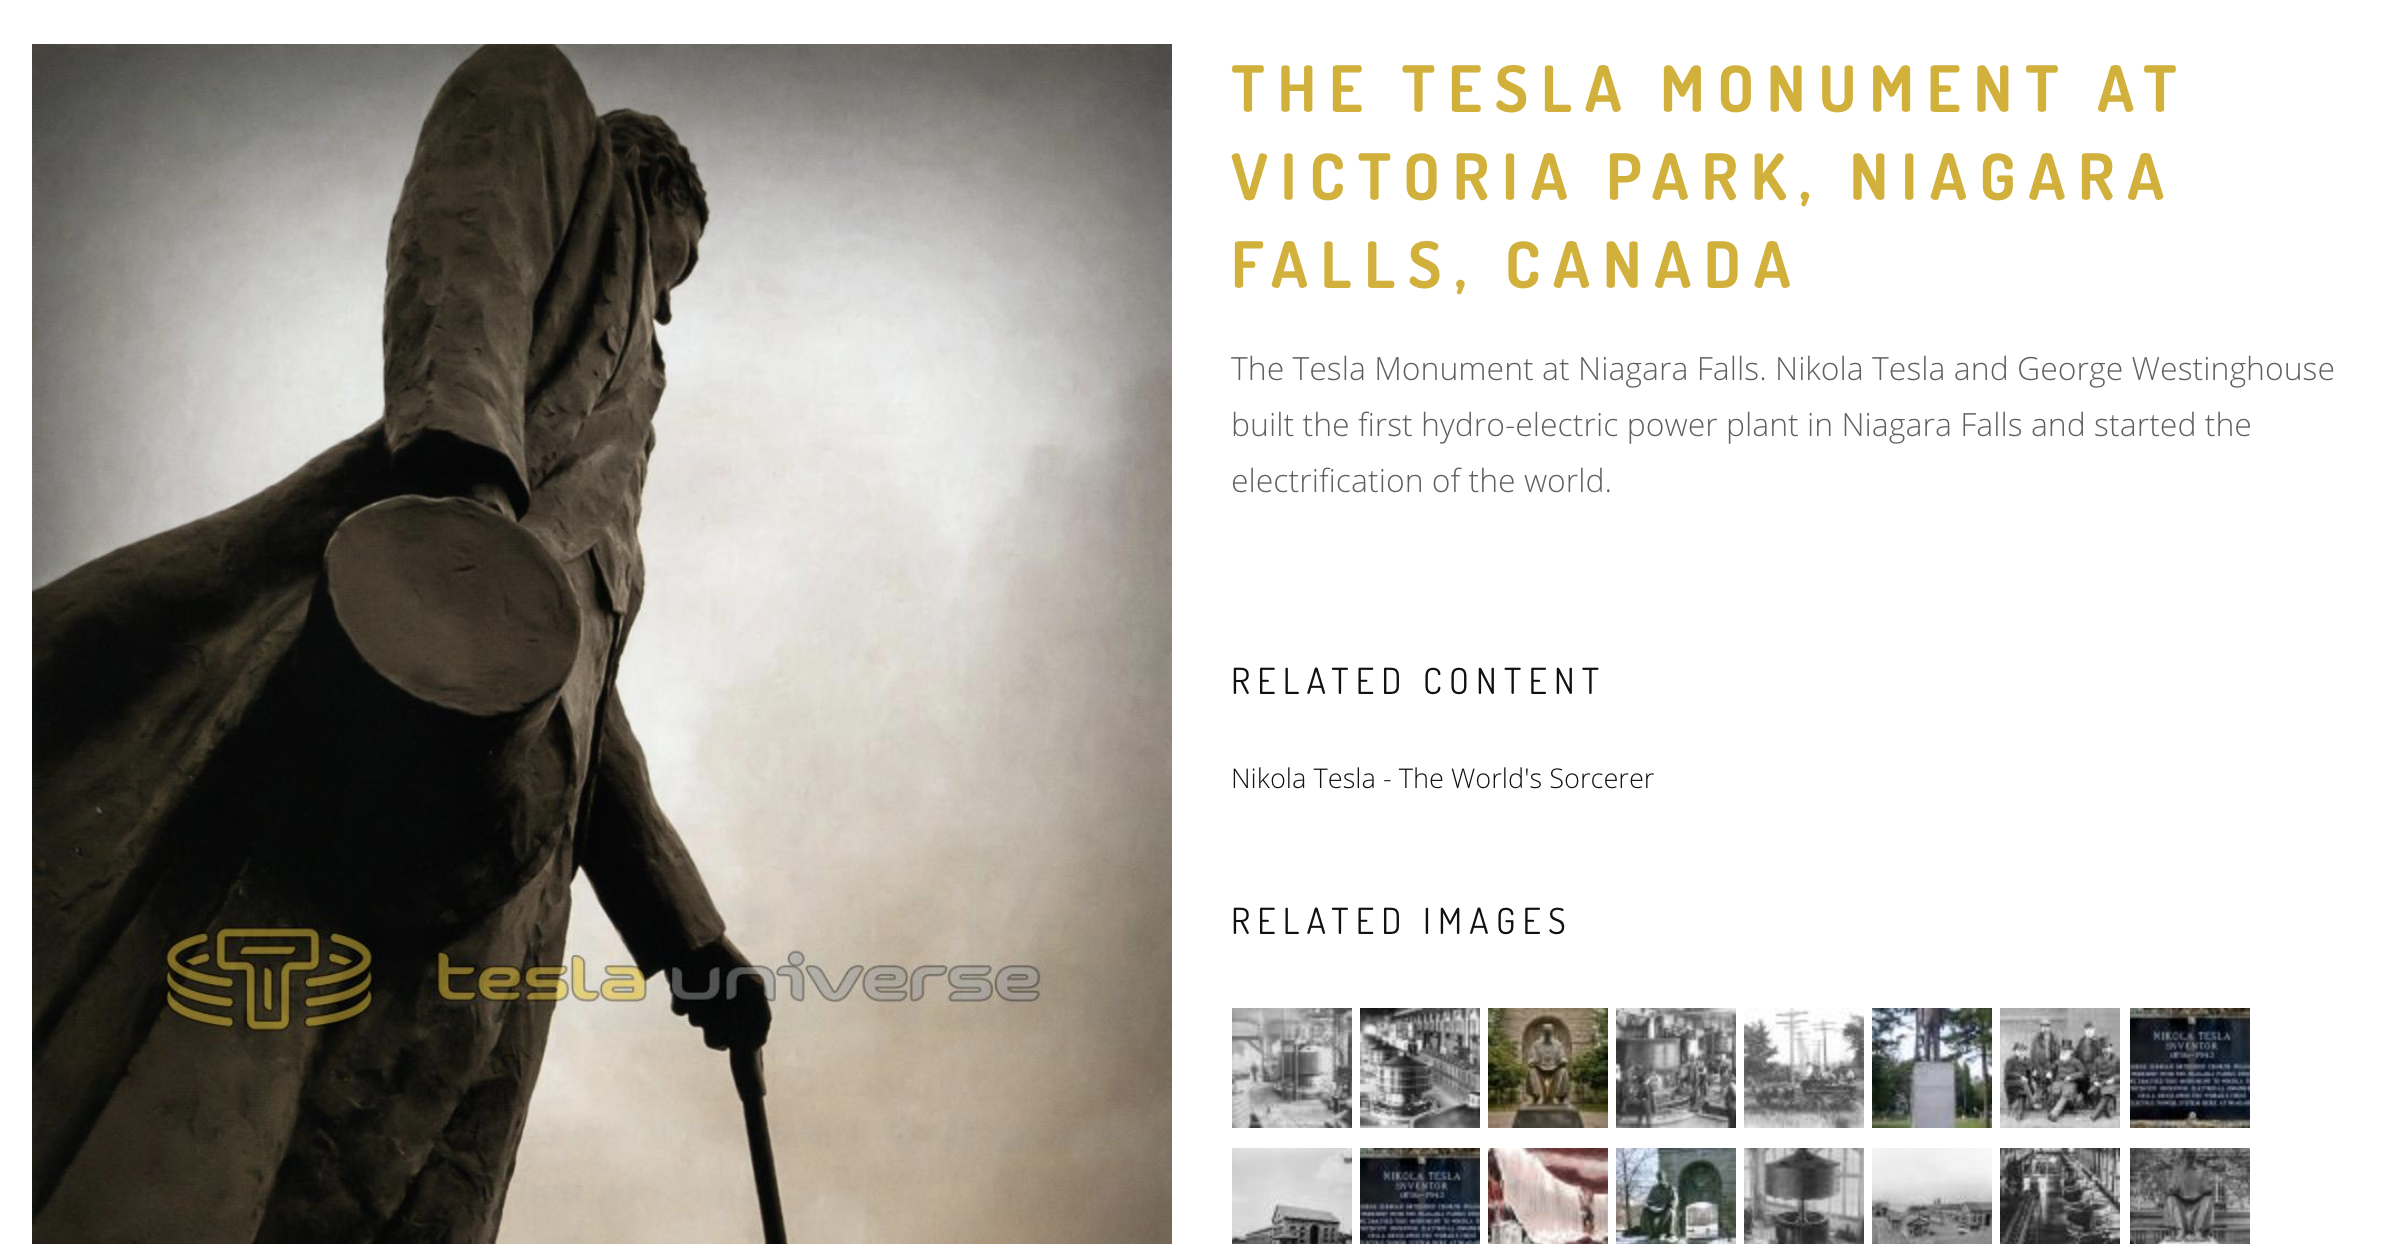 THE TESLA MONUMENT AT
VICTORIA PARK, NIAGARA
FALLS, CANADA
The Tesla Monument at Niagara Falls. Nikola Tesla and George Westinghouse
built the first hydro-electric power plant in Niagara Falls and started the
electrification of the world.
RELATED CONTENT
Nikola Tesla - The World's Sorcerer
RELATED IMAGES
tesla universe
NIKOLA TESLA
INVENTOR
1856-1943
NIKOLA TESLA
INVENTOR
1856-1943